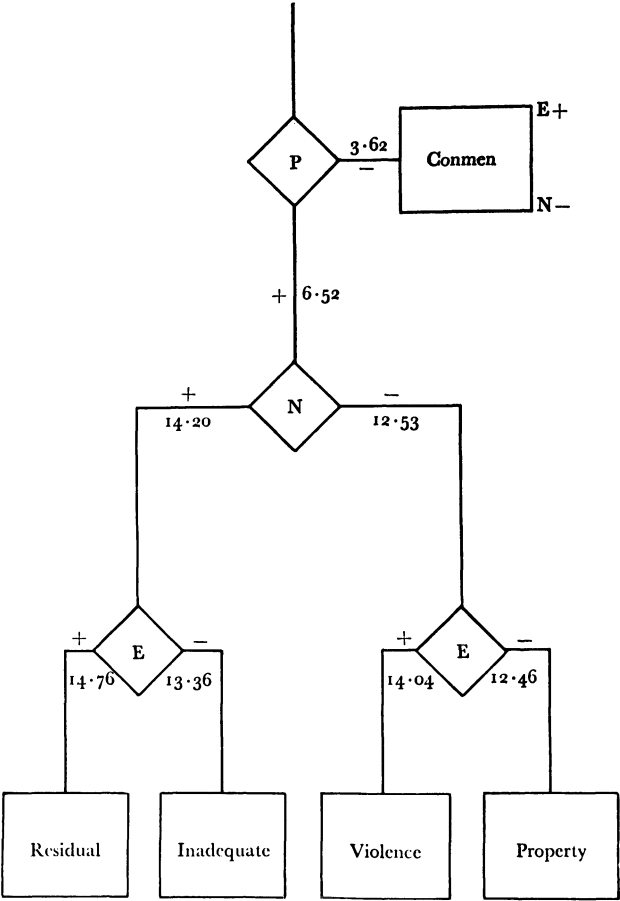 E+
P
3·62
−
Conmen
N−
+ 6·52
+
N
−
14·20
12·53
+
E
−
+
E
−
14·76
13·36
14·04
12·46
Residual
Inadequate
Violence
Property